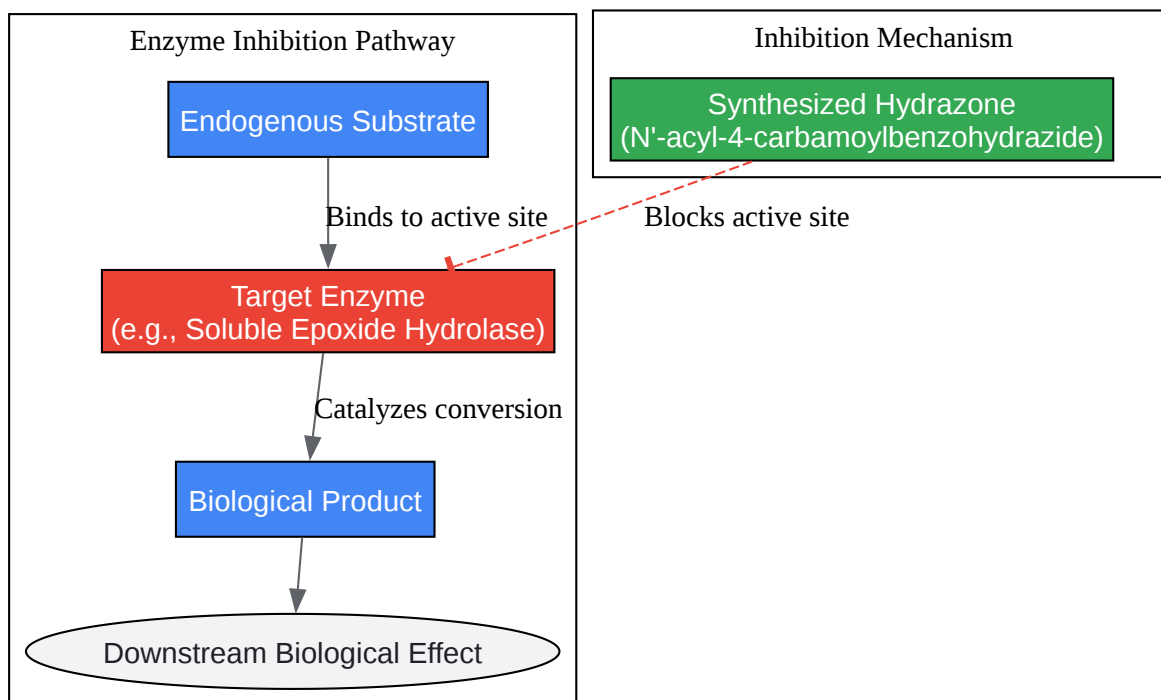 Enzyme Inhibition Pathway
Endogenous Substrate
Binds to active site
Target Enzyme
(e.g., Soluble Epoxide Hydrolase)
Catalyzes conversion
Biological Product
Downstream Biological Effect
Inhibition Mechanism
Synthesized Hydrazone
(N'-acyl-4-carbamoylbenzohydrazide)
Blocks active site